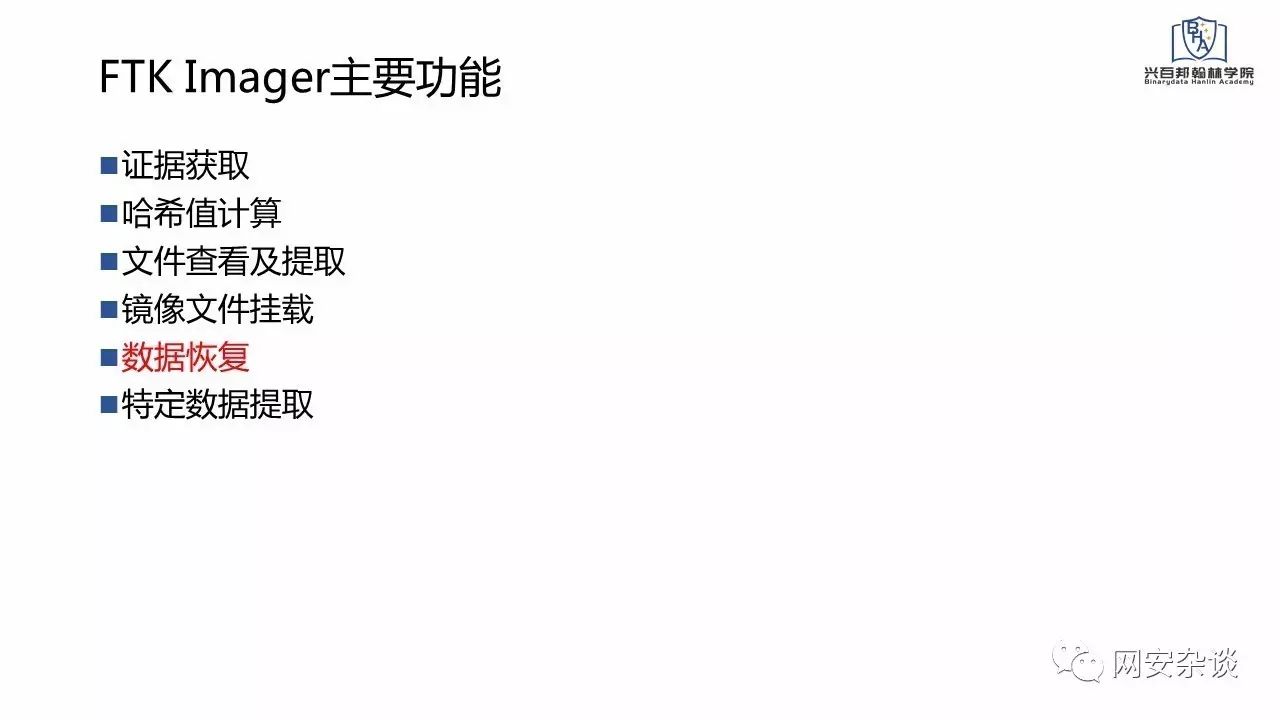 FTK Imager主要功能
BHA
兴百邦翰林学院
Binarydata Hanlin Academy
证据获取
哈希值计算
文件查看及提取
镜像文件挂载
数据恢复
特定数据提取
网安杂谈